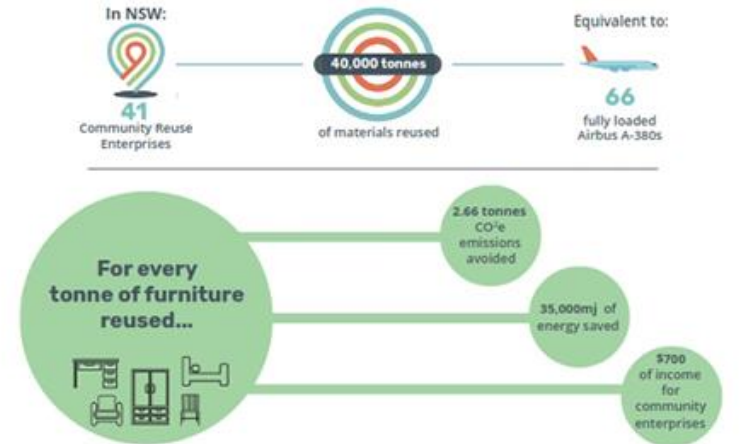 In NSW:
41
Community Reuse
Enterprises
40,000 tonnes
of materials reused
Equivalent to:
66
fully loaded
Airbus A-380s
For every
tonne of furniture
reused...
2.66 tonnes
CO²e
emissions
avoided
35,000mj of
energy saved
$700
of income
for
community
enterprises